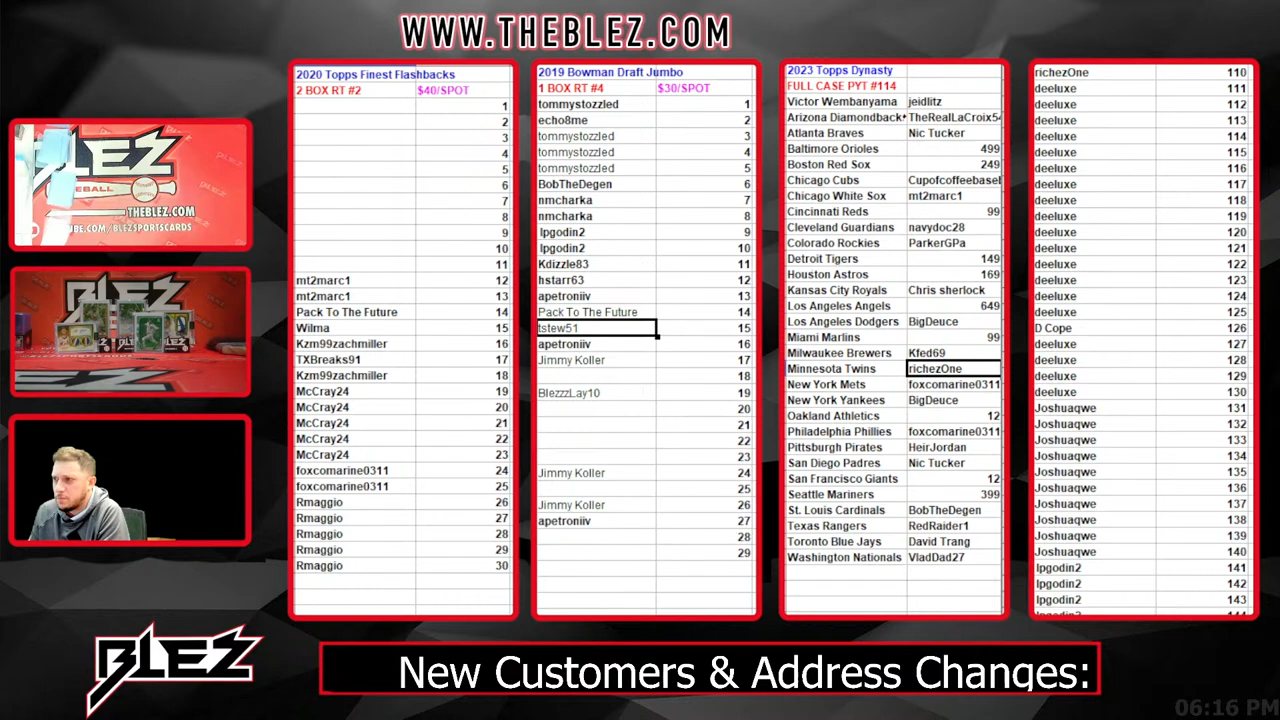 WWW.THEBLEZ.COM
2020 Topps Finest Flashbacks
2 BOX RT #2 $40/SPOT
1
2
3
4
5
6
7
8
9
10
11
mt2marc1 12
mt2marc1 13
Pack To The Future 14
Wilma 15
Kzm99zachmiller 16
TXBreaks91 17
Kzm99zachmiller 18
McCray24 19
McCray24 20
McCray24 21
McCray24 22
McCray24 23
foxcomarine0311 24
foxcomarine0311 25
Rmaggio 26
Rmaggio 27
Rmaggio 28
Rmaggio 29
Rmaggio 30
2019 Bowman Draft Jumbo
1 BOX RT #4 $30/SPOT
tommystozzled 1
echo8me 2
tommystozzled 3
tommystozzled 4
tommystozzled 5
BobTheDegen 6
nmcharka 7
nmcharka 8
lpgodin2 9
lpgodin2 10
Kdizzle83 11
hstarr63 12
apetroniiv 13
Pack To The Future 14
tstew51 15
apetroniiv 16
Jimmy Koller 17
18
BlezzzLay10 19
20
21
22
23
Jimmy Koller 24
25
Jimmy Koller 26
apetroniiv 27
28
29
2023 Topps Dynasty
FULL CASE PYT #114
Victor Wembanyama jeidlitz
Arizona Diamondback TheRealLaCroix54
Atlanta Braves Nic Tucker
Baltimore Orioles 499
Boston Red Sox 249
Chicago Cubs Cupofcoffeebasel
Chicago White Sox mt2marc1
Cincinnati Reds 99
Cleveland Guardians navydoc28
Colorado Rockies ParkerGPa
Detroit Tigers 149
Houston Astros 169
Kansas City Royals Chris sherlock
Los Angeles Angels 649
Los Angeles Dodgers BigDeuce
Miami Marlins 99
Milwaukee Brewers Kfed69
Minnesota Twins richezOne
New York Mets foxcomarine0311
New York Yankees BigDeuce
Oakland Athletics 12
Philadelphia Phillies foxcomarine0311
Pittsburgh Pirates HeirJordan
San Diego Padres Nic Tucker
San Francisco Giants 12
Seattle Mariners 399
St. Louis Cardinals BobTheDegen
Texas Rangers RedRaider1
Toronto Blue Jays David Trang
Washington Nationals VladDad27
richezOne 110
deeluxe 111
deeluxe 112
deeluxe 113
deeluxe 114
deeluxe 115
deeluxe 116
deeluxe 117
deeluxe 118
deeluxe 119
deeluxe 120
deeluxe 121
deeluxe 122
deeluxe 123
deeluxe 124
deeluxe 125
D Cope 126
deeluxe 127
deeluxe 128
deeluxe 129
deeluxe 130
Joshuaqwe 131
Joshuaqwe 132
Joshuaqwe 133
Joshuaqwe 134
Joshuaqwe 135
Joshuaqwe 136
Joshuaqwe 137
Joshuaqwe 138
Joshuaqwe 139
Joshuaqwe 140
lpgodin2 141
lpgodin2 142
lpgodin2 143
lpgodin2 144
LEZ
BASEBALL
THEBLEZ.COM
UBE.COM/BLEZSPORTSCARDS
BLEZ
BLEZ
New Customers & Address Changes:
06:16 PM